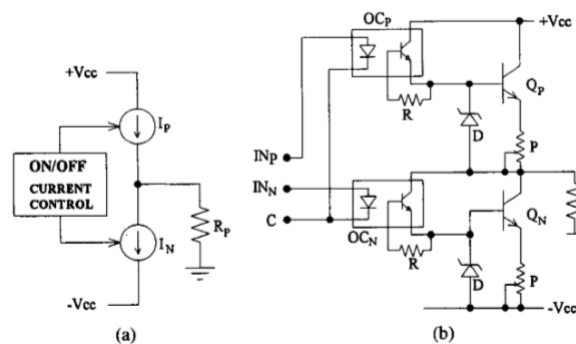 +Vcc
I_P
ON/OFF
CURRENT
CONTROL
R_P
I_N
-Vcc
(a)
OC_P
+Vcc
Q_P
R
D
P
IN_P
IN_N
C
OC_N
Q_N
R
D
P
-Vcc
(b)